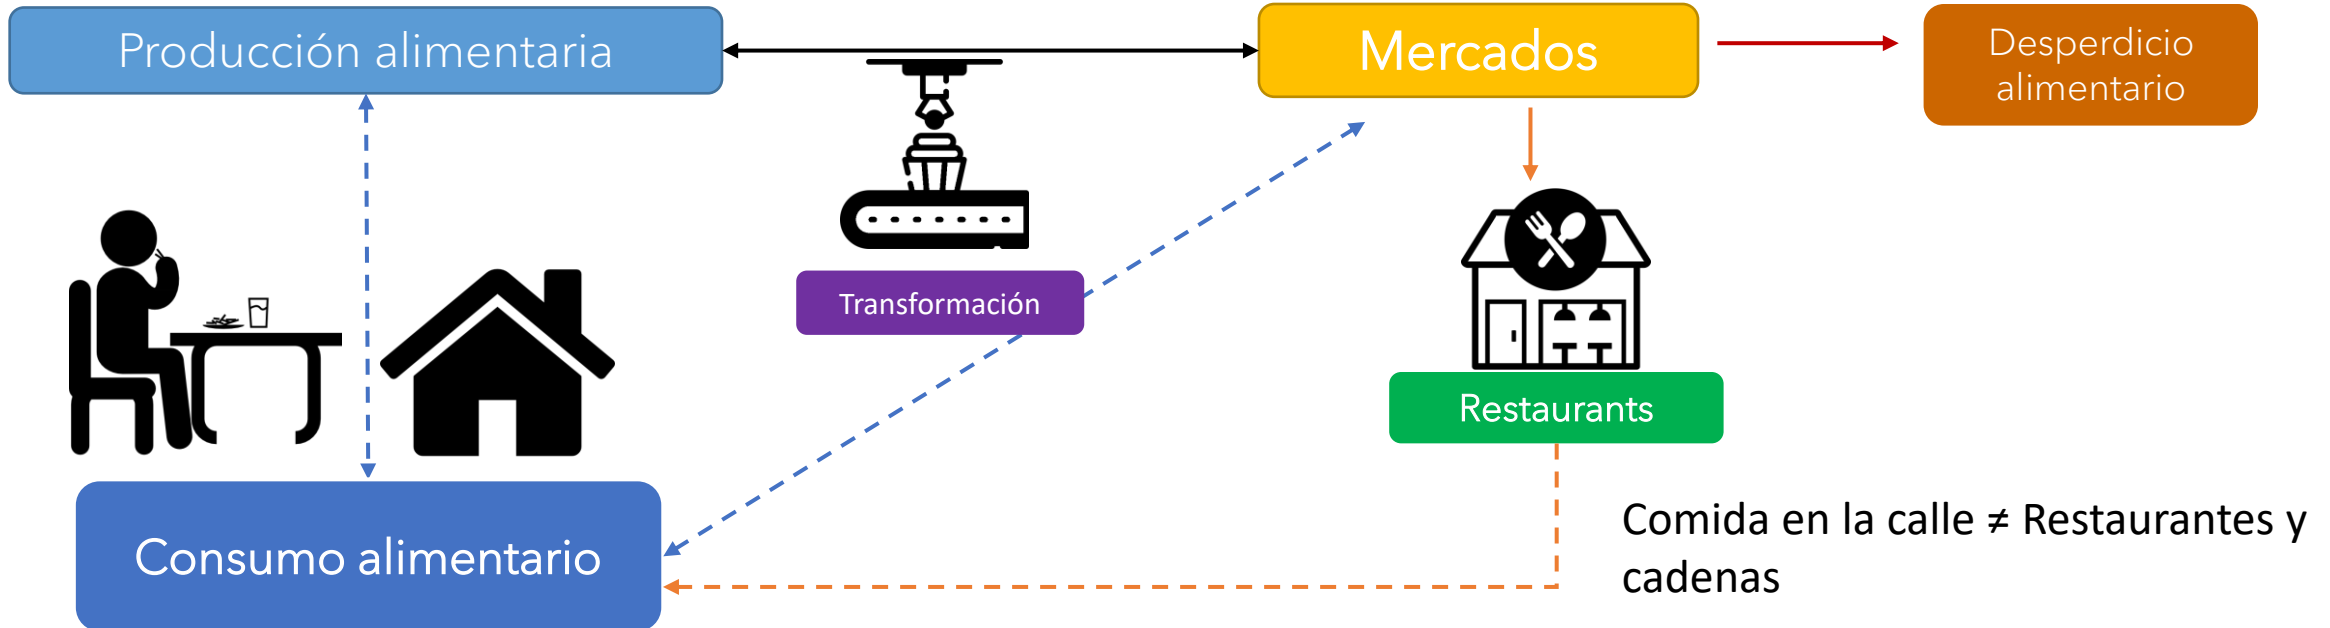 Producción alimentaria
Mercados
Desperdicio
alimentario
Transformación
Restaurants
Comida en la calle ≠ Restaurantes y
cadenas
Consumo alimentario